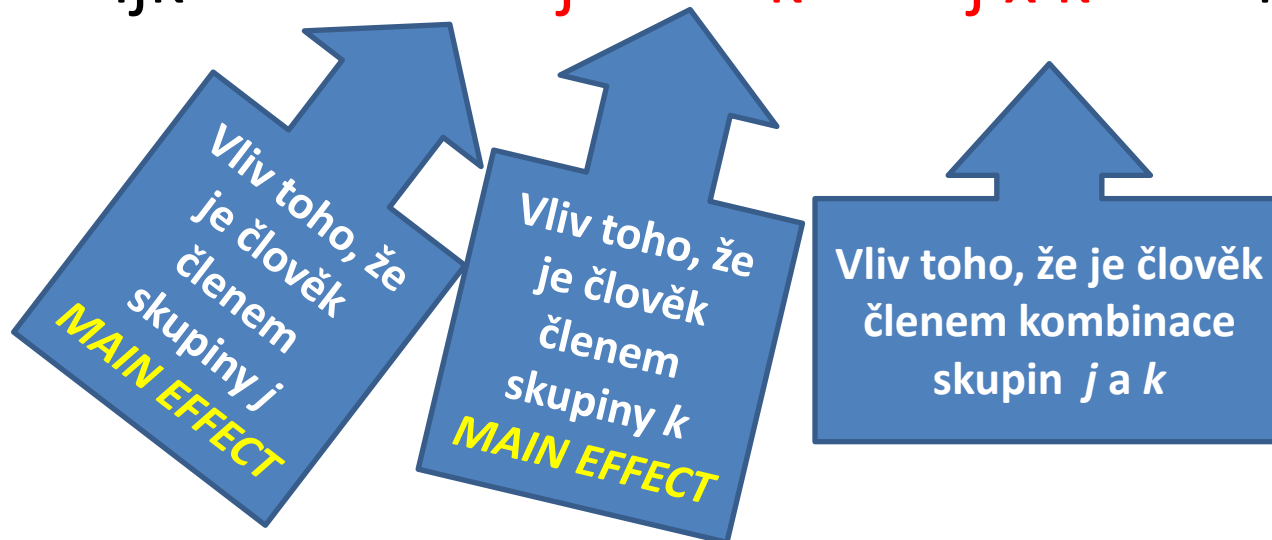 Vliv toho, že
je člověk
členem
skupiny j
MAIN EFFECT
Vliv toho, že
je člověk
členem
skupiny k
MAIN EFFECT
Vliv toho, že je člověk
členem kombinace
skupin j a k